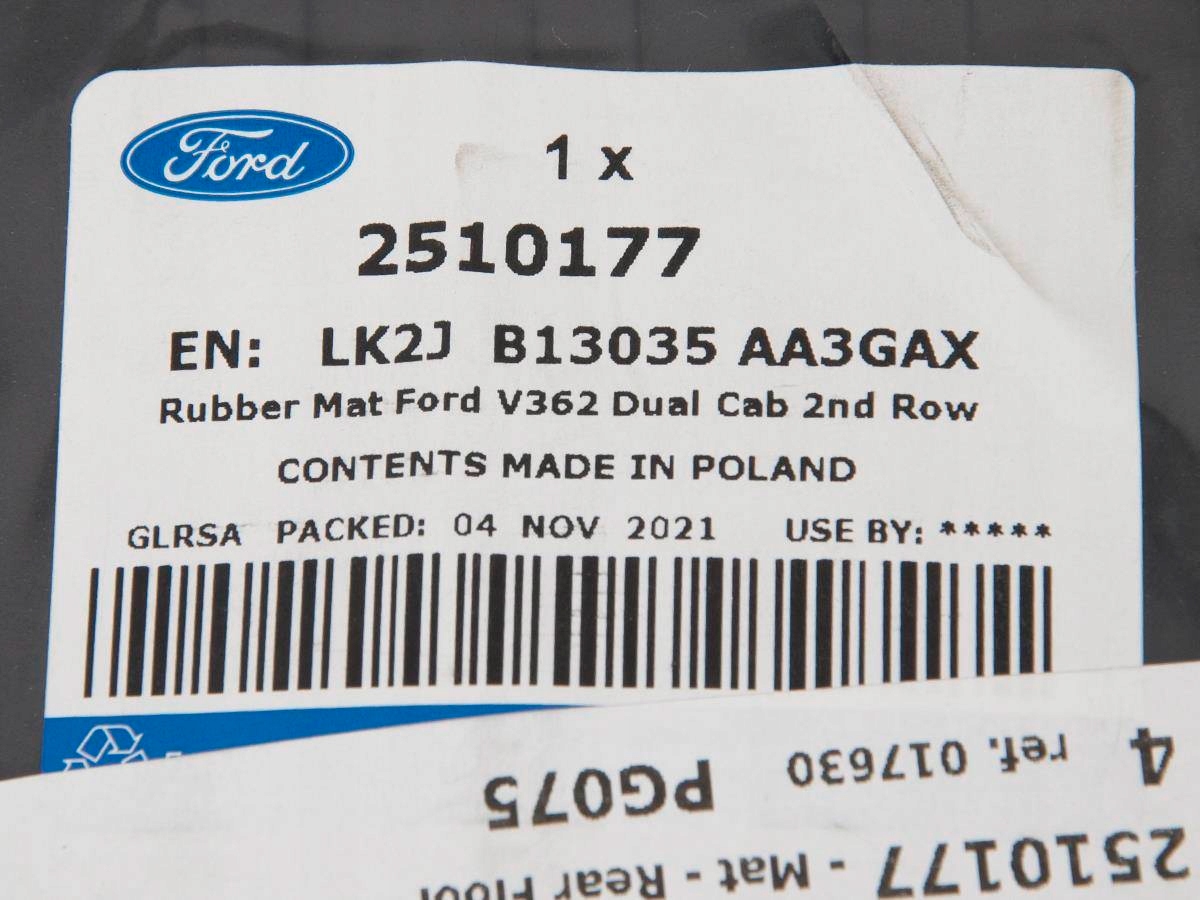 Ford
1 x
2510177
EN: LK2J B13035 AA3GAX
Rubber Mat Ford V362 Dual Cab 2nd Row
CONTENTS MADE IN POLAND
GLRSA PACKED: 04 NOV 2021 USE BY: *****
2510177 - Mat - Rear Floor
4 ref. 017630 PG075